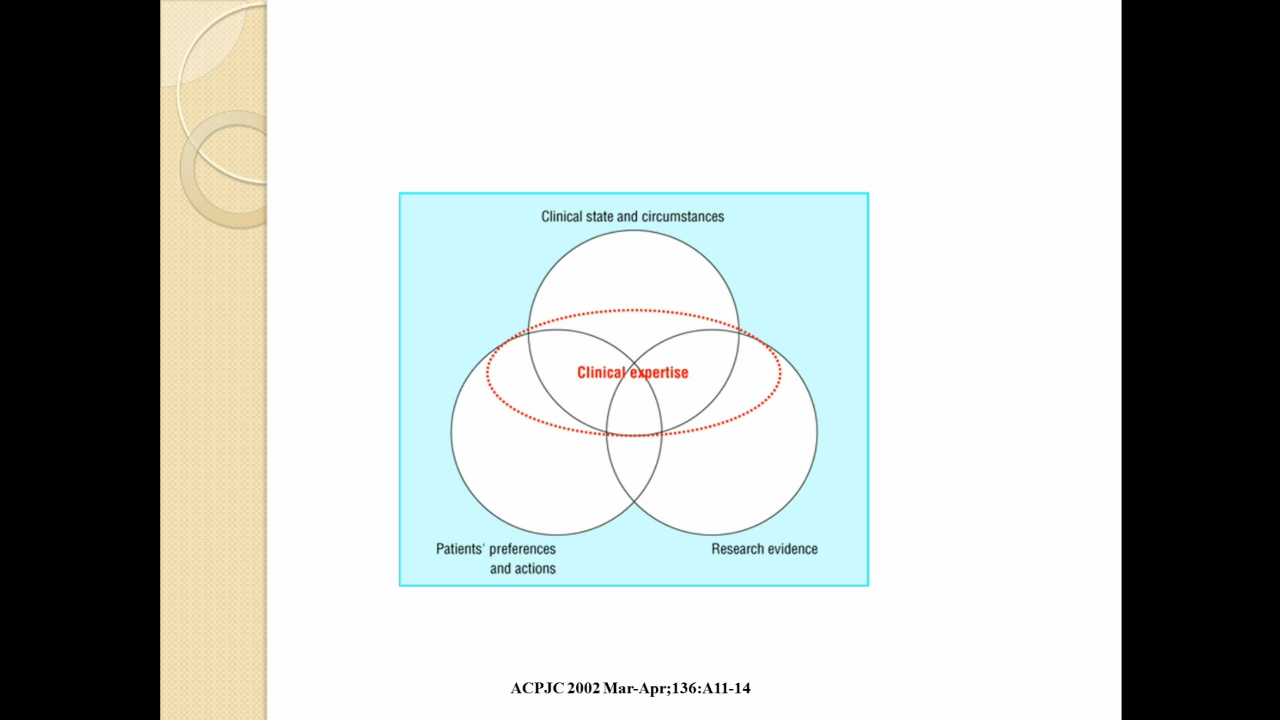 Clinical state and circumstances
Clinical expertise
Patients' preferences
and actions
Research evidence
ACPJC 2002 Mar-Apr;136:A11-14